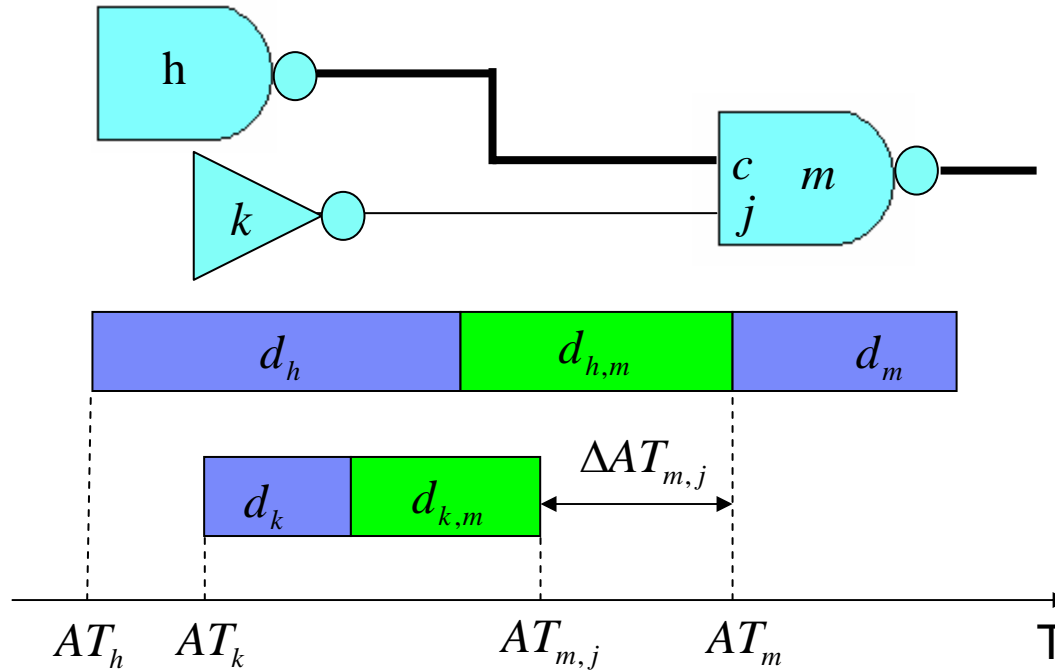 h
c m
k j
d_h d_{h,m} d_m
ΔAT_{m,j}
d_k d_{k,m}
AT_h AT_k AT_{m,j} AT_m T